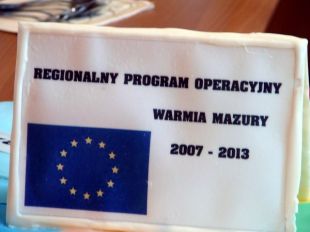 REGIONALNY PROGRAM OPERACYJNY
WARMIA MAZURY
2007 - 2013